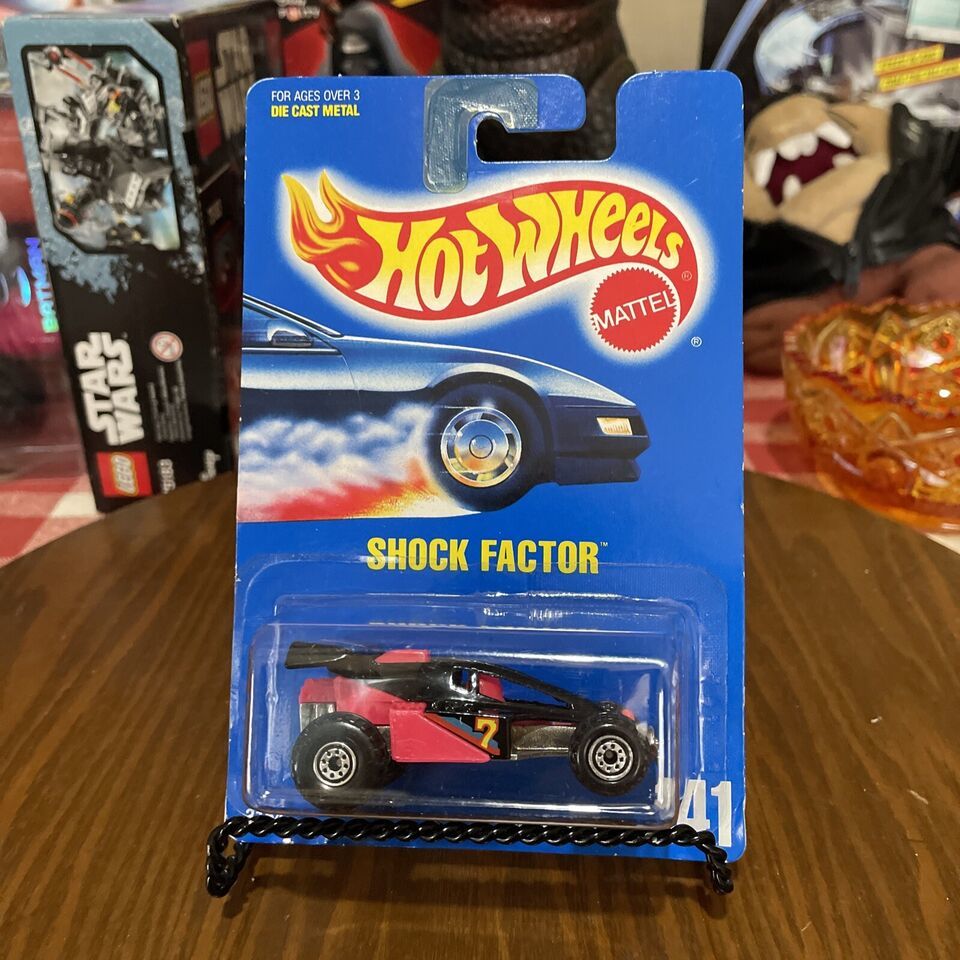 FOR AGES OVER 3
DIE CAST METAL
HOT WHEELS®
MATTEL
®
SHOCK FACTOR™
7
41
STAR
WARS
LEGO
BATMAN